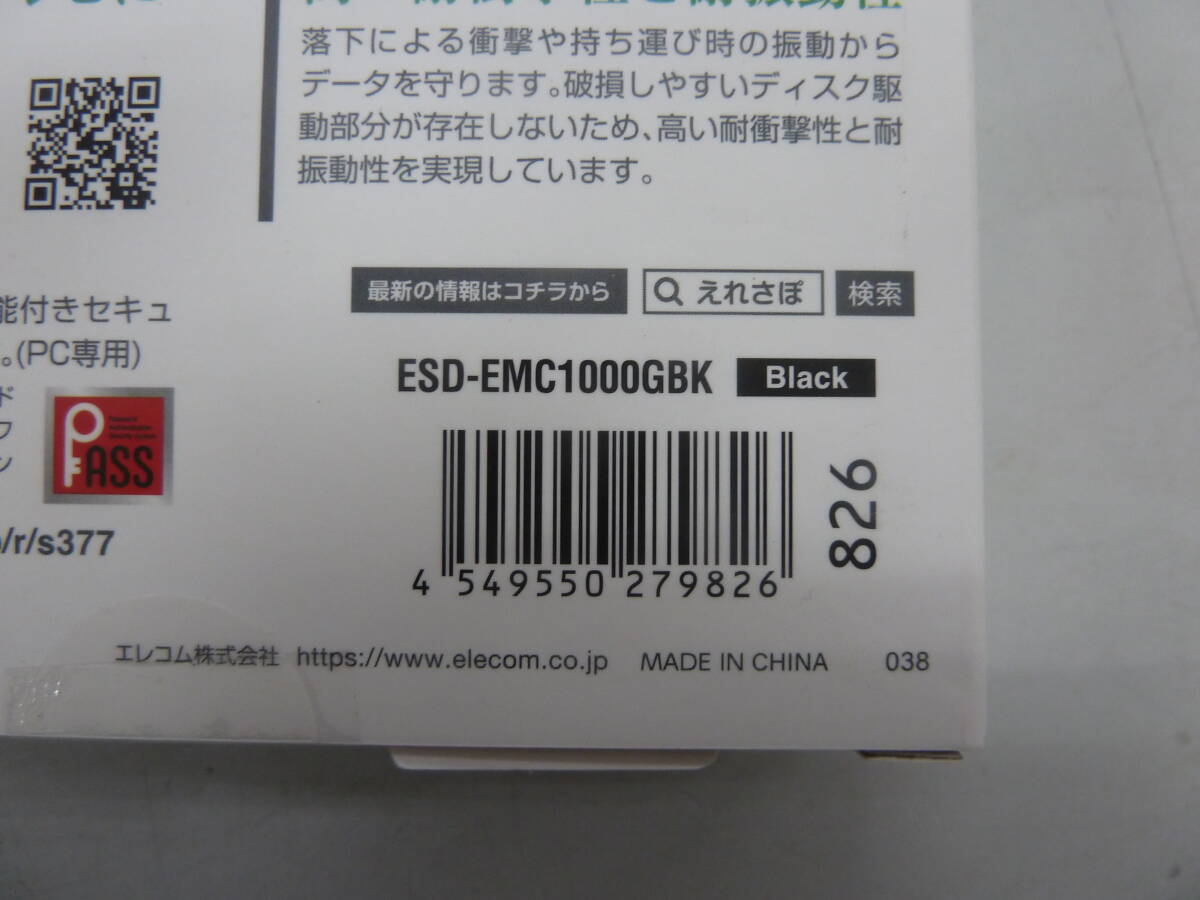 落下による衝撃や持ち運び時の振動から
データを守ります。破損しやすいディスク駆
動部分が存在しないため、高い耐衝撃性と耐
振動性を実現しています。
最新の情報はコチラから えれさぽ 検索
能付きセキュ
。(PC専用)
ド
フ
ン
PASS
/r/s377
ESD-EMC1000GBK Black
4 549550 279826
826
エレコム株式会社 https://www.elecom.co.jp MADE IN CHINA 038